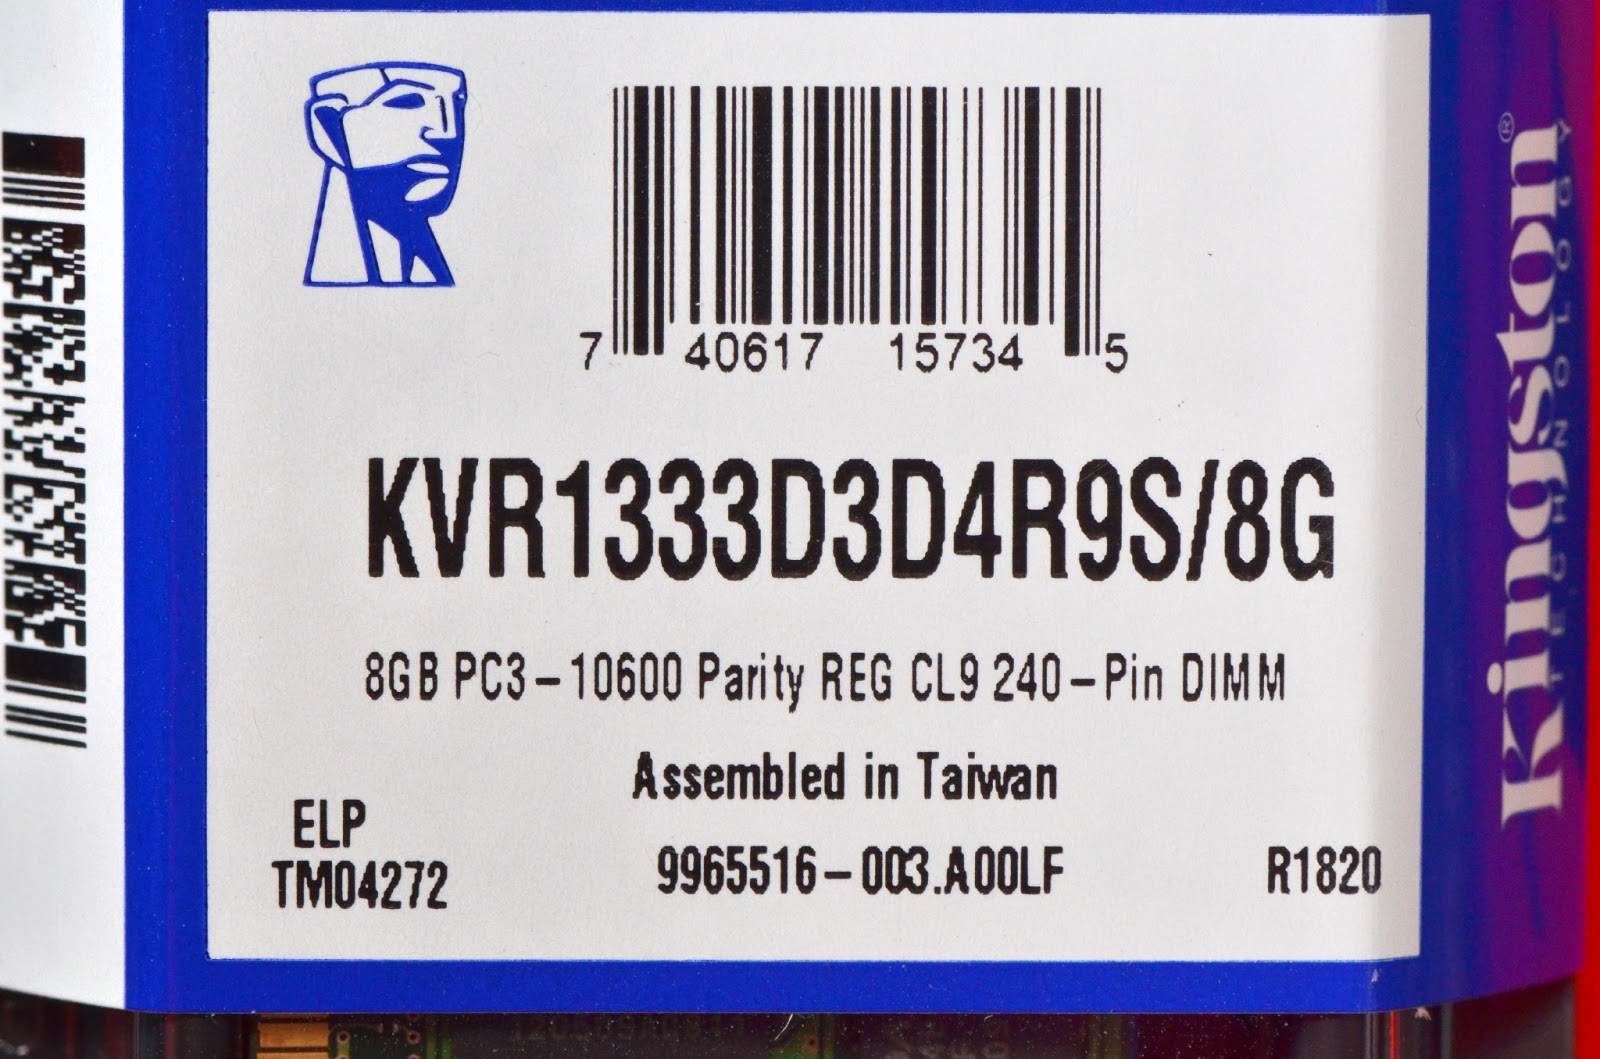 7 40617 15734 5
KVR1333D3D4R9S/8G
8GB PC3-10600 Parity REG CL9 240-Pin DIMM
Assembled in Taiwan
ELP
TM04272
9965516-003.A00LF
R1820
Kingston®
TECHNOLOGY